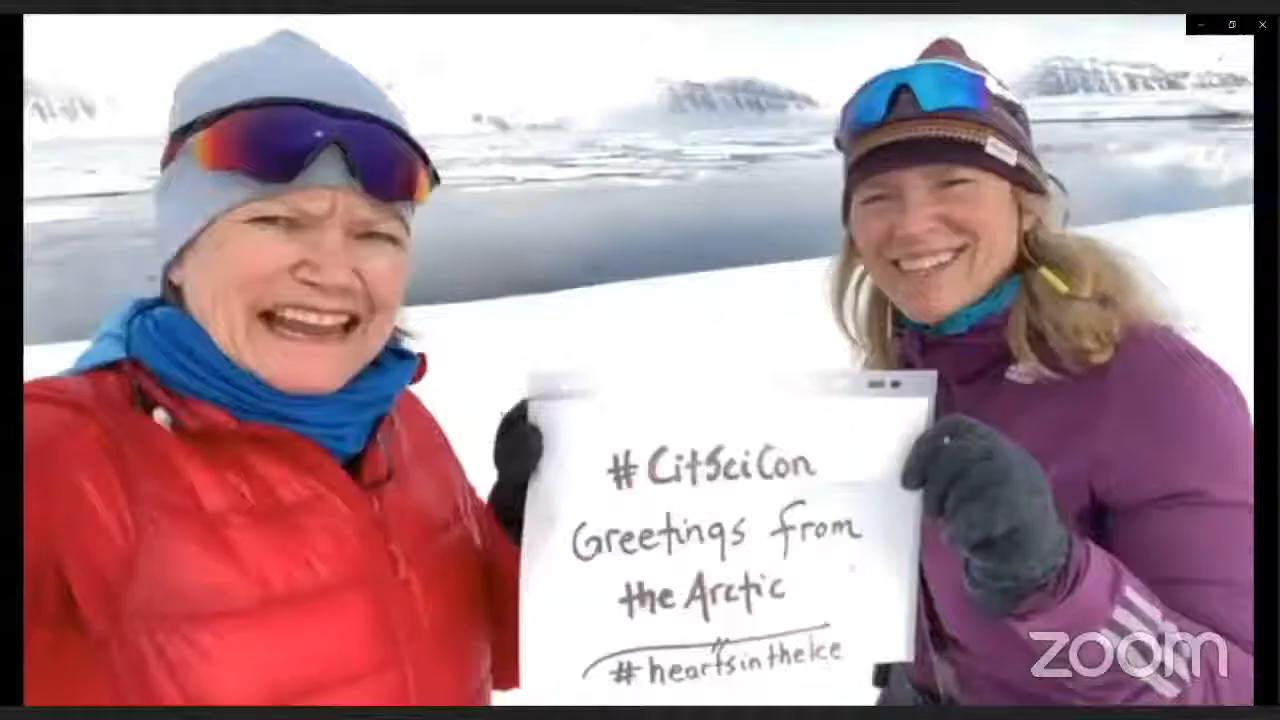 #CitSciCon
Greetings from
the Arctic
#heartsintheIce
zoom